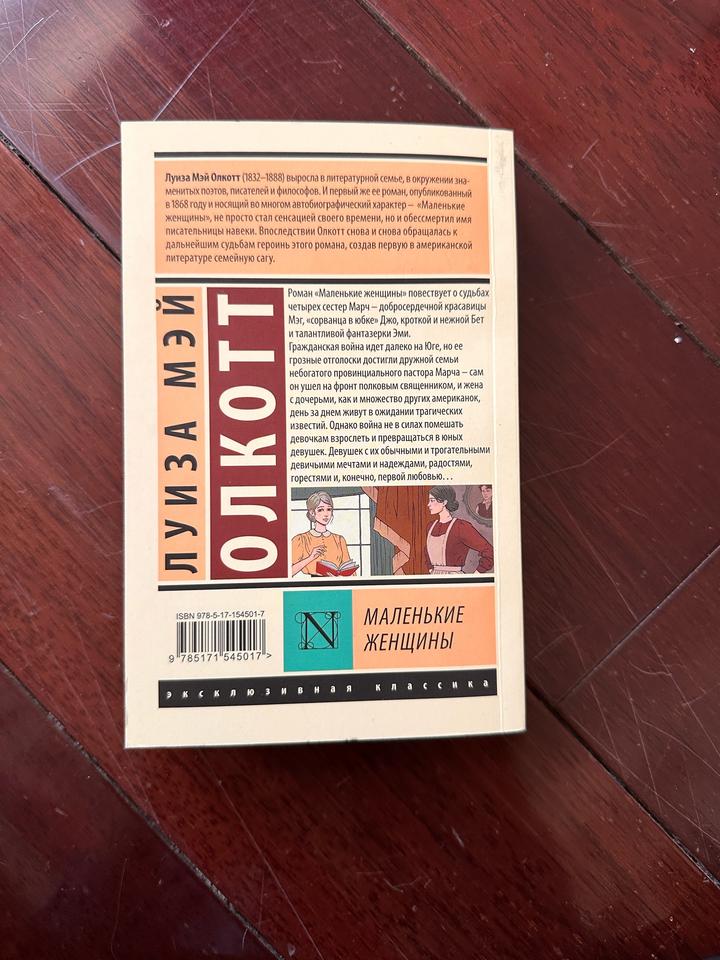 Луиза Мэй Олкотт (1832–1888) выросла в литературной семье, в окружении зна-
менитых поэтов, писателей и философов. И первый же ее роман, опубликованный
в 1868 году и носящий во многом автобиографический характер – «Маленькие
женщины», не просто стал сенсацией своего времени, но и обессмертил имя
писательницы навеки. Впоследствии Олкотт снова и снова обращалась к
дальнейшим судьбам героинь этого романа, создав первую в американской
литературе семейную сагу.
ЛУИЗА МЭЙ
ОЛКОТТ
Роман «Маленькие женщины» повествует о судьбах
четырех сестер Марч – добросердечной красавицы
Мэг, «сорванца в юбке» Джо, кроткой и нежной Бет
и талантливой фантазерки Эми.
Гражданская война идет далеко на Юге, но ее
грозные отголоски достигли дружной семьи
небогатого провинциального пастора Марча – сам
он ушел на фронт полковым священником, и жена
с дочерьми, как и множество других американок,
день за днем живут в ожидании трагических
известий. Однако война не в силах помешать
девочкам взрослеть и превращаться в юных
девушек. Девушек с их обычными и трогательными
девичьими мечтами и надеждами, радостями,
горестями и, конечно, первой любовью…
ISBN 978-5-17-154501-7
9 785171 545017 >
N
МАЛЕНЬКИЕ
ЖЕНЩИНЫ
эксклюзивная классика